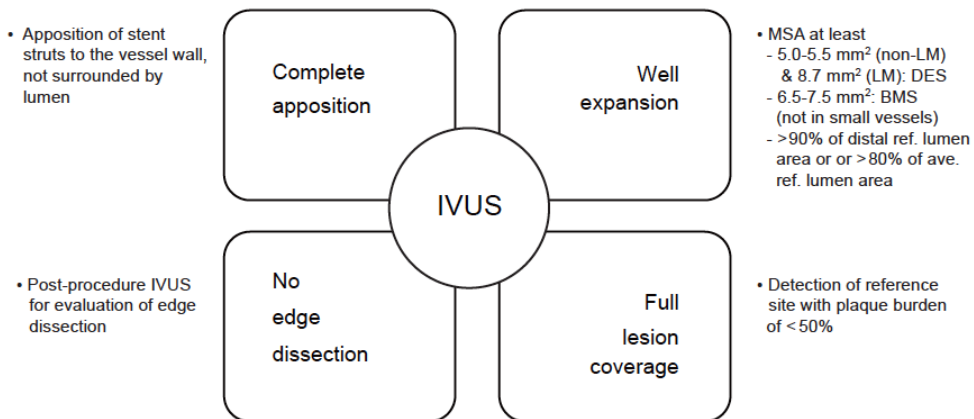 • Apposition of stent
struts to the vessel wall,
not surrounded by
lumen
Complete
apposition
Well
expansion
• MSA at least
- 5.0-5.5 mm² (non-LM)
& 8.7 mm² (LM): DES
- 6.5-7.5 mm²: BMS
(not in small vessels)
- >90% of distal ref. lumen
area or or >80% of ave.
ref. lumen area
IVUS
• Post-procedure IVUS
for evaluation of edge
dissection
No
edge
dissection
Full
lesion
coverage
• Detection of reference
site with plaque burden
of <50%